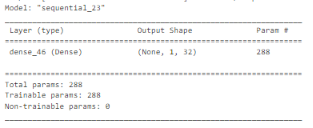 Model: "sequential_23"
Layer (type) Output Shape Param #
dense_46 (Dense) (None, 1, 32) 288
Total params: 288
Trainable params: 288
Non-trainable params: 0